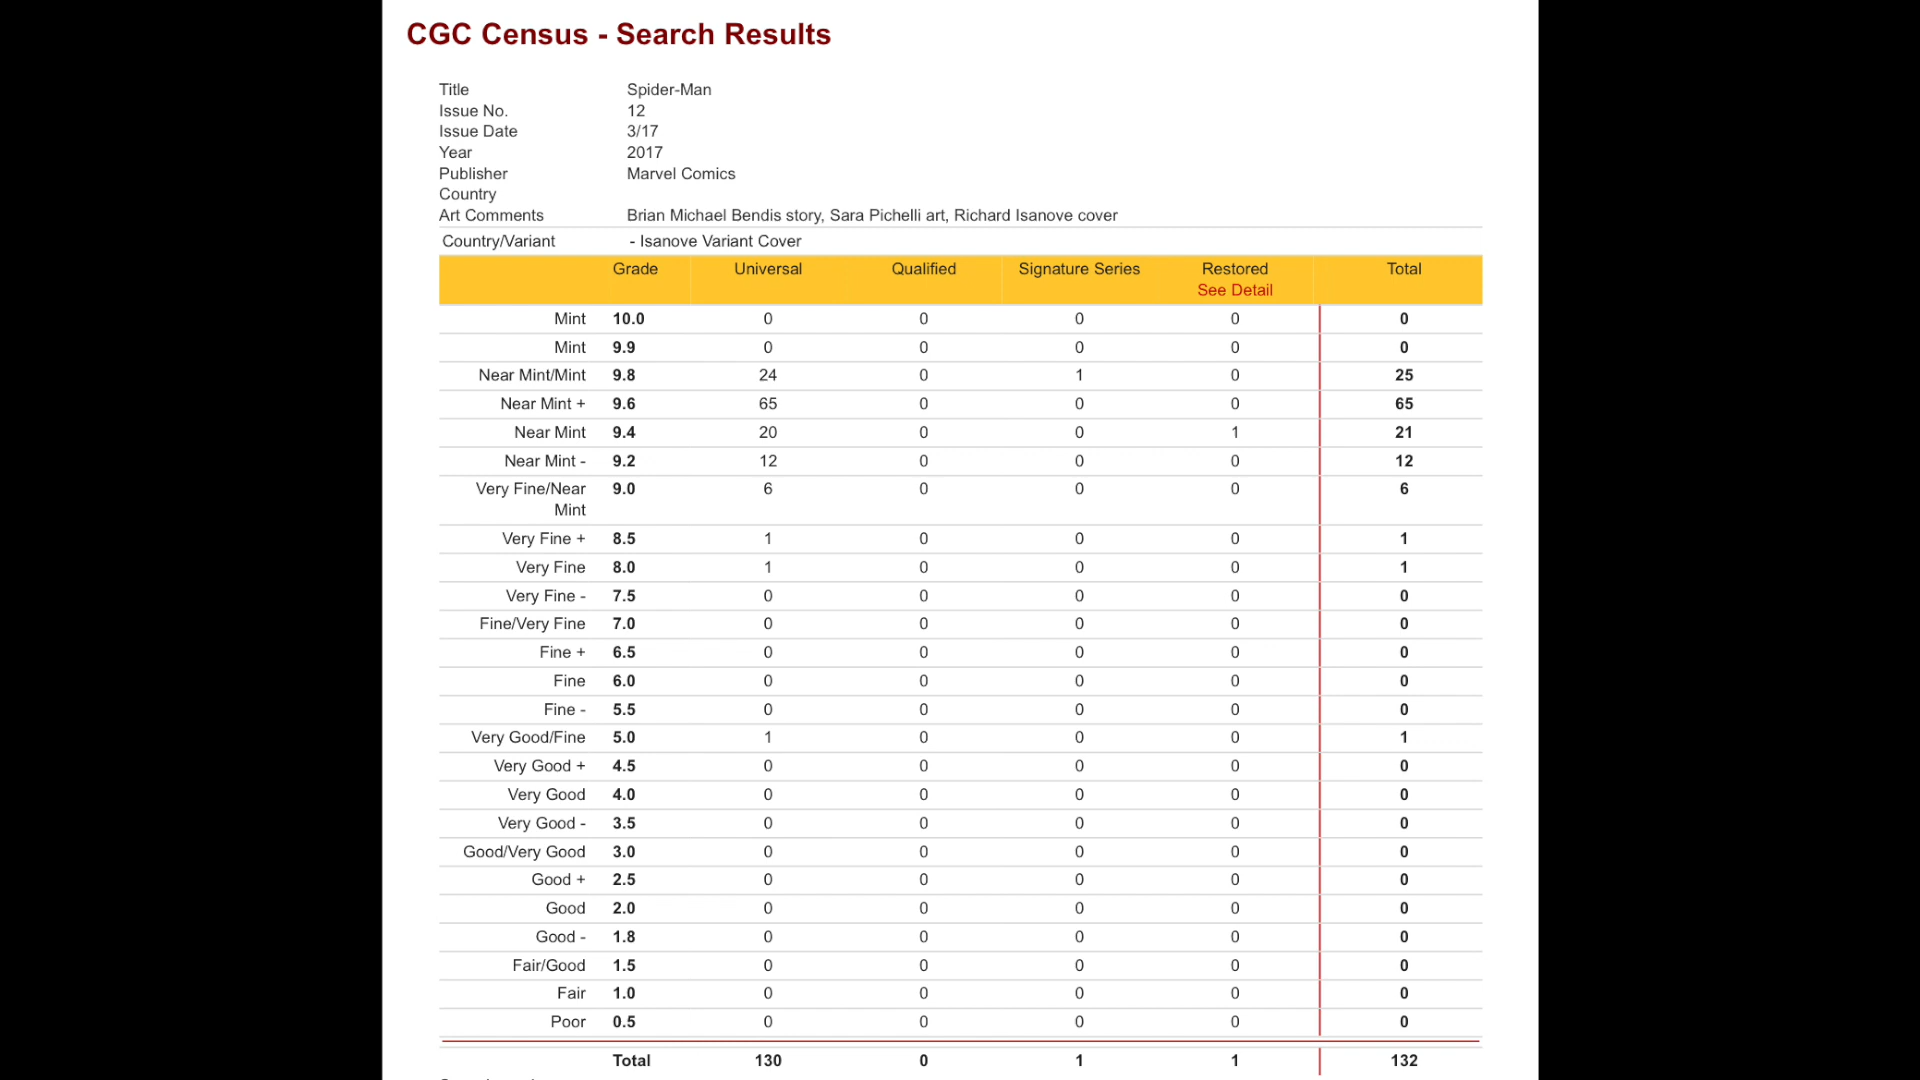 CGC Census - Search Results
Title Spider-Man
Issue No. 12
Issue Date 3/17
Year 2017
Publisher Marvel Comics
Country
Art Comments Brian Michael Bendis story, Sara Pichelli art, Richard Isanove cover
Country/Variant - Isanove Variant Cover
Grade Universal Qualified Signature Series Restored Total
See Detail
Mint 10.0 0 0 0 0 0
Mint 9.9 0 0 0 0 0
Near Mint/Mint 9.8 24 0 1 0 25
Near Mint + 9.6 65 0 0 0 65
Near Mint 9.4 20 0 0 1 21
Near Mint - 9.2 12 0 0 0 12
Very Fine/Near 9.0 6 0 0 0 6
Mint
Very Fine + 8.5 1 0 0 0 1
Very Fine 8.0 1 0 0 0 1
Very Fine - 7.5 0 0 0 0 0
Fine/Very Fine 7.0 0 0 0 0 0
Fine + 6.5 0 0 0 0 0
Fine 6.0 0 0 0 0 0
Fine - 5.5 0 0 0 0 0
Very Good/Fine 5.0 1 0 0 0 1
Very Good + 4.5 0 0 0 0 0
Very Good 4.0 0 0 0 0 0
Very Good - 3.5 0 0 0 0 0
Good/Very Good 3.0 0 0 0 0 0
Good + 2.5 0 0 0 0 0
Good 2.0 0 0 0 0 0
Good - 1.8 0 0 0 0 0
Fair/Good 1.5 0 0 0 0 0
Fair 1.0 0 0 0 0 0
Poor 0.5 0 0 0 0 0
Total 130 0 1 1 132